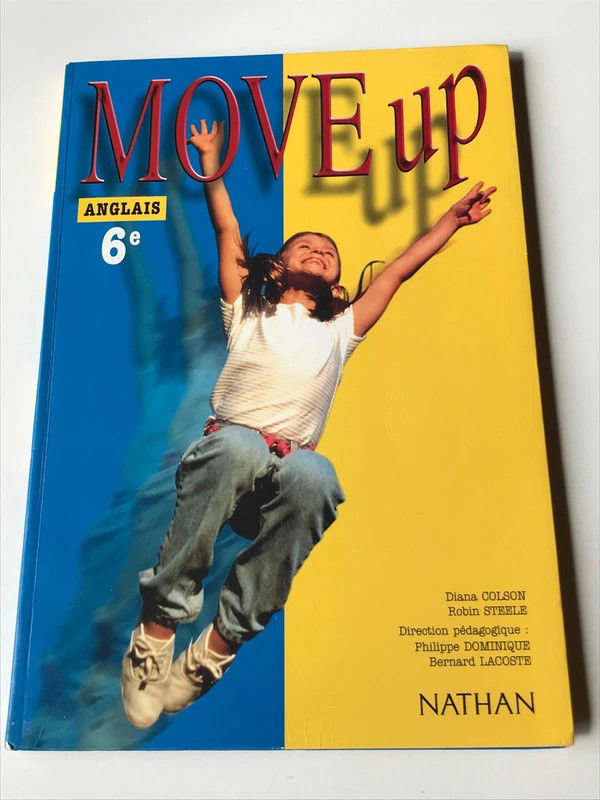 MOVE up
ANGLAIS
6e
Diana COLSON
Robin STEELE
Direction pédagogique :
Philippe DOMINIQUE
Bernard LACOSTE
NATHAN